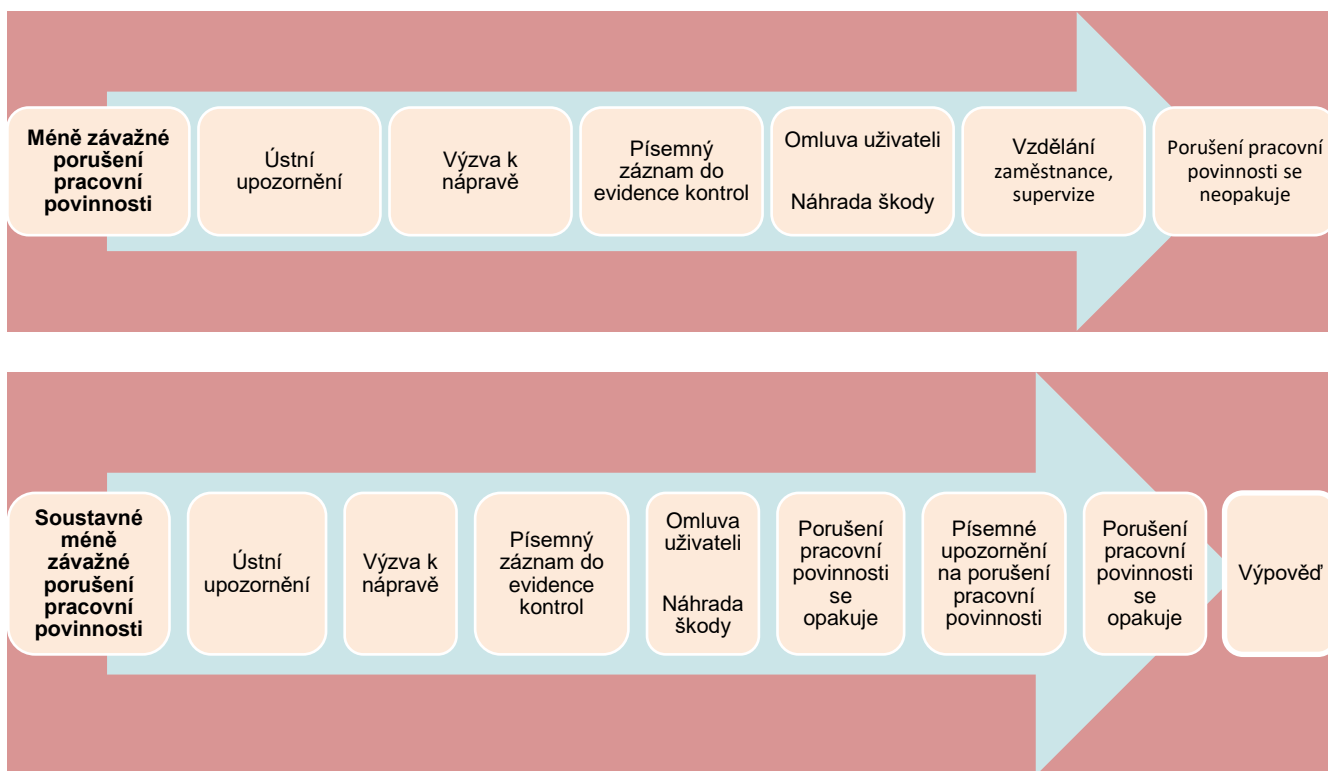 Méně závažné
porušení
pracovní
povinnosti
Ústní
upozornění
Výzva k
nápravě
Písemný
záznam do
evidence kontrol
Omluva uživateli
Náhrada škody
Vzdělání
zaměstnance,
supervize
Porušení pracovní
povinnosti se
neopakuje
Soustavné
méně
závažné
porušení
pracovní
povinnosti
Ústní
upozornění
Výzva k
nápravě
Písemný
záznam do
evidence
kontrol
Omluva
uživateli
Náhrada
škody
Porušení
pracovní
povinnosti
se
opakuje
Písemné
upozornění
na porušení
pracovní
povinnosti
Porušení
pracovní
povinnosti
se
opakuje
Výpověď